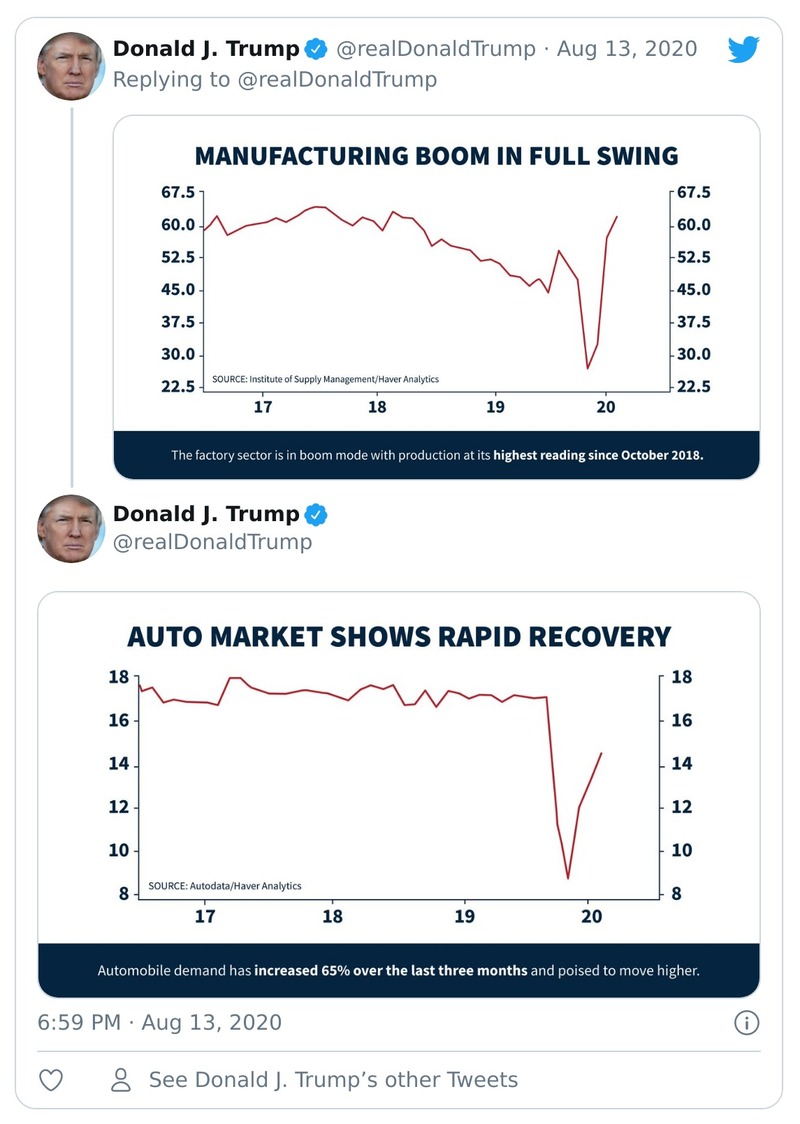 Donald J. Trump @realDonaldTrump · Aug 13, 2020
Replying to @realDonaldTrump
MANUFACTURING BOOM IN FULL SWING
67.5 67.5
60.0 60.0
52.5 52.5
45.0 45.0
37.5 37.5
30.0 30.0
SOURCE: Institute of Supply Management/Haver Analytics
22.5 22.5
17 18 19 20
The factory sector is in boom mode with production at its highest reading since October 2018.
Donald J. Trump
@realDonaldTrump
AUTO MARKET SHOWS RAPID RECOVERY
18 18
16 16
14 14
12 12
10 10
SOURCE: Autodata/Haver Analytics
8 8
17 18 19 20
Automobile demand has increased 65% over the last three months and poised to move higher.
6:59 PM · Aug 13, 2020
See Donald J. Trump’s other Tweets